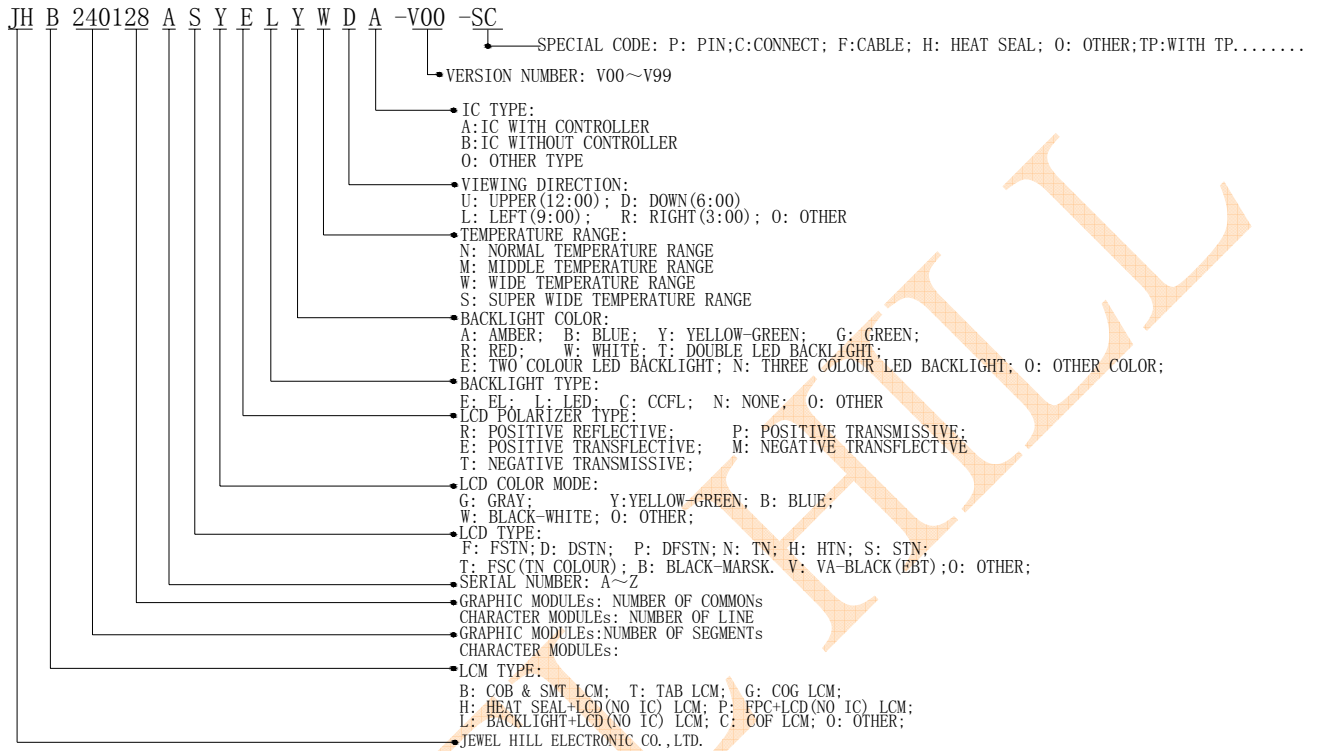 JH B 240128 A S Y E L Y W D A -V00 -SC
SPECIAL CODE: P: PIN;C:CONNECT; F:CABLE; H: HEAT SEAL; O: OTHER;TP:WITH TP........
VERSION NUMBER: V00～V99
IC TYPE:
A:IC WITH CONTROLLER
B:IC WITHOUT CONTROLLER
O: OTHER TYPE
VIEWING DIRECTION:
U: UPPER(12:00); D: DOWN(6:00)
L: LEFT(9:00); R: RIGHT(3:00); O: OTHER
TEMPERATURE RANGE:
N: NORMAL TEMPERATURE RANGE
M: MIDDLE TEMPERATURE RANGE
W: WIDE TEMPERATURE RANGE
S: SUPER WIDE TEMPERATURE RANGE
BACKLIGHT COLOR:
A: AMBER; B: BLUE; Y: YELLOW-GREEN; G: GREEN;
R: RED; W: WHITE; T: DOUBLE LED BACKLIGHT;
E: TWO COLOUR LED BACKLIGHT; N: THREE COLOUR LED BACKLIGHT; O: OTHER COLOR;
BACKLIGHT TYPE:
E: EL; L: LED; C: CCFL; N: NONE; O: OTHER
LCD POLARIZER TYPE:
R: POSITIVE REFLECTIVE; P: POSITIVE TRANSMISSIVE;
E: POSITIVE TRANSFLECTIVE; M: NEGATIVE TRANSFLECTIVE
T: NEGATIVE TRANSMISSIVE;
LCD COLOR MODE:
G: GRAY; Y:YELLOW-GREEN; B: BLUE;
W: BLACK-WHITE; O: OTHER;
LCD TYPE:
F: FSTN; D: DSTN; P: DFSTN; N: TN; H: HTN; S: STN;
T: FSC(TN COLOUR); B: BLACK-MARSK. V: VA-BLACK(EBT);O: OTHER;
SERIAL NUMBER: A～Z
GRAPHIC MODULEs: NUMBER OF COMMONs
CHARACTER MODULEs: NUMBER OF LINE
GRAPHIC MODULEs:NUMBER OF SEGMENTs
CHARACTER MODULEs:
LCM TYPE:
B: COB & SMT LCM; T: TAB LCM; G: COG LCM;
H: HEAT SEAL+LCD(NO IC) LCM; P: FPC+LCD(NO IC) LCM;
L: BACKLIGHT+LCD(NO IC) LCM; C: COF LCM; O: OTHER;
JEWEL HILL ELECTRONIC CO.,LTD.
HILL